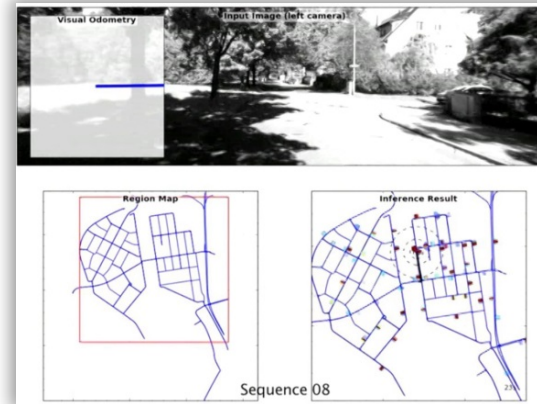 Visual Odometry
Input Image (left camera)
Region Map
Inference Result
Sequence 08